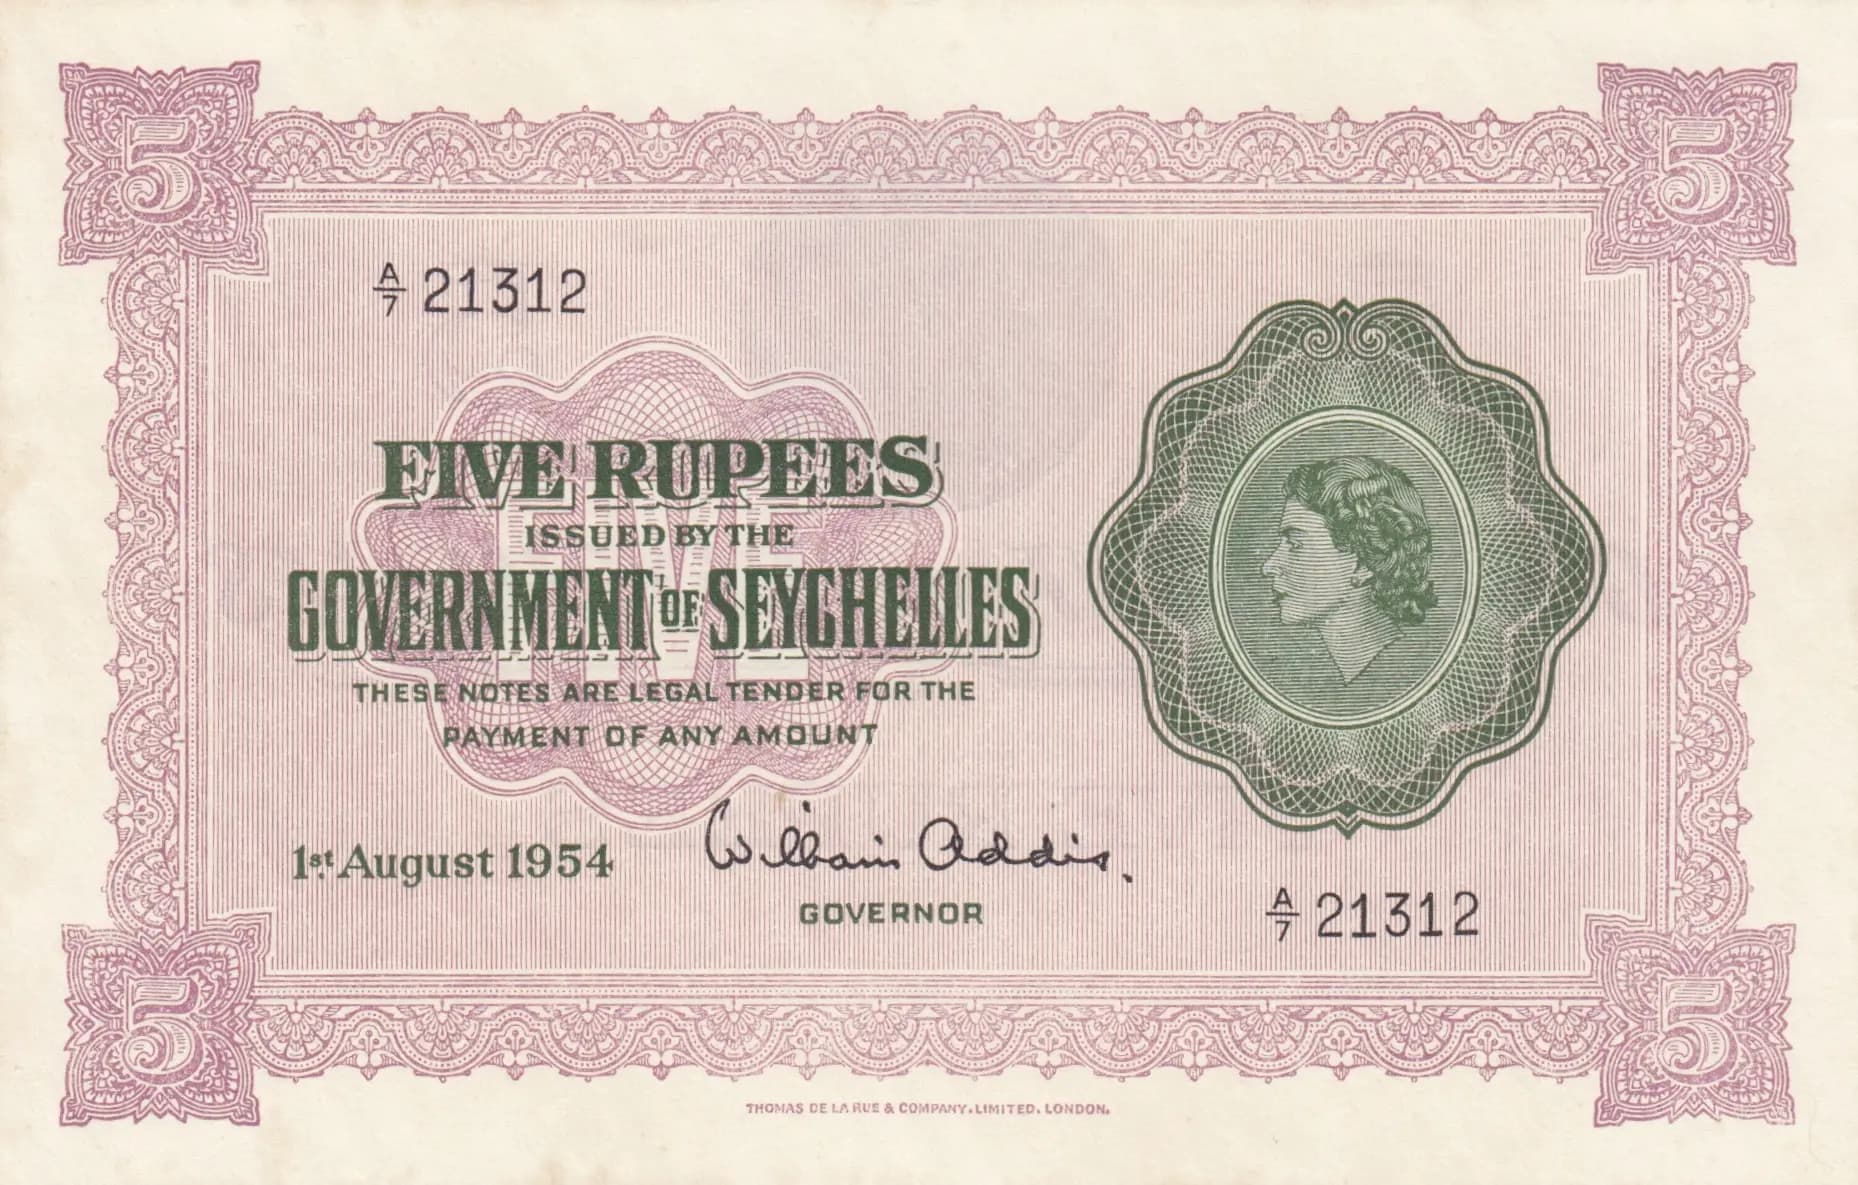 5 5
A/7 21312
FIVE RUPEES
ISSUED BY THE
GOVERNMENT OF SEYCHELLES
FIVE
THESE NOTES ARE LEGAL TENDER FOR THE
PAYMENT OF ANY AMOUNT
1st August 1954
William Addis.
GOVERNOR
A/7 21312
5 5
THOMAS DE LA RUE & COMPANY, LIMITED, LONDON.